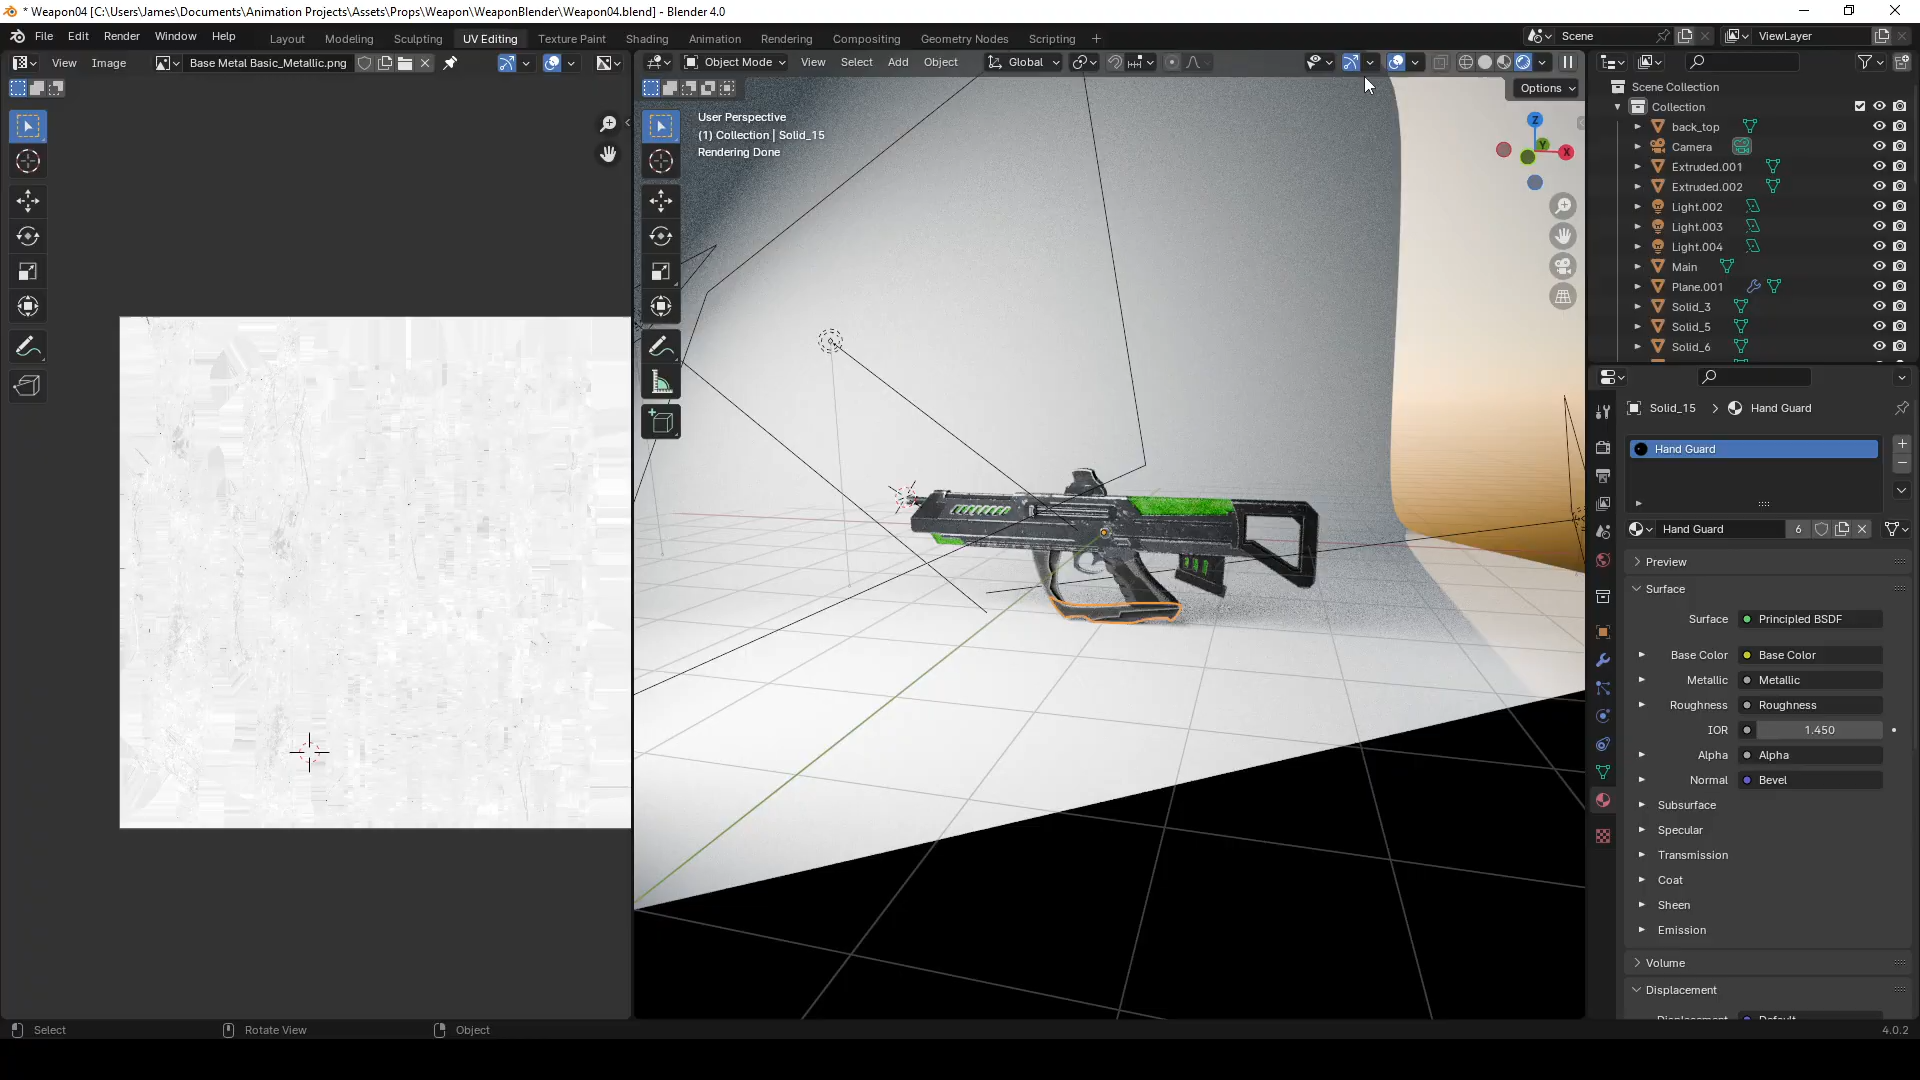 * Weapon04 [C:\Users\James\Documents\Animation Projects\Assets\Props\Weapon\WeaponBlender\Weapon04.blend] - Blender 4.0
File Edit Render Window Help Layout Modeling Sculpting UV Editing Texture Paint Shading Animation Rendering Compositing Geometry Nodes Scripting + Scene ViewLayer
View Image Base Metal Basic_Metallic.png Object Mode View Select Add Object Global
Options
User Perspective
(1) Collection | Solid_15
Rendering Done
Z
Y
X
Scene Collection
Collection
back_top
Camera
Extruded.001
Extruded.002
Light.002
Light.003
Light.004
Main
Plane.001
Solid_3
Solid_5
Solid_6
Solid_15 > Hand Guard
Hand Guard
Hand Guard 6
Preview
Surface
Surface Principled BSDF
Base Color Base Color
Metallic Metallic
Roughness Roughness
IOR 1.450
Alpha Alpha
Normal Bevel
Subsurface
Specular
Transmission
Coat
Sheen
Emission
Volume
Displacement
Select Rotate View Object 4.0.2